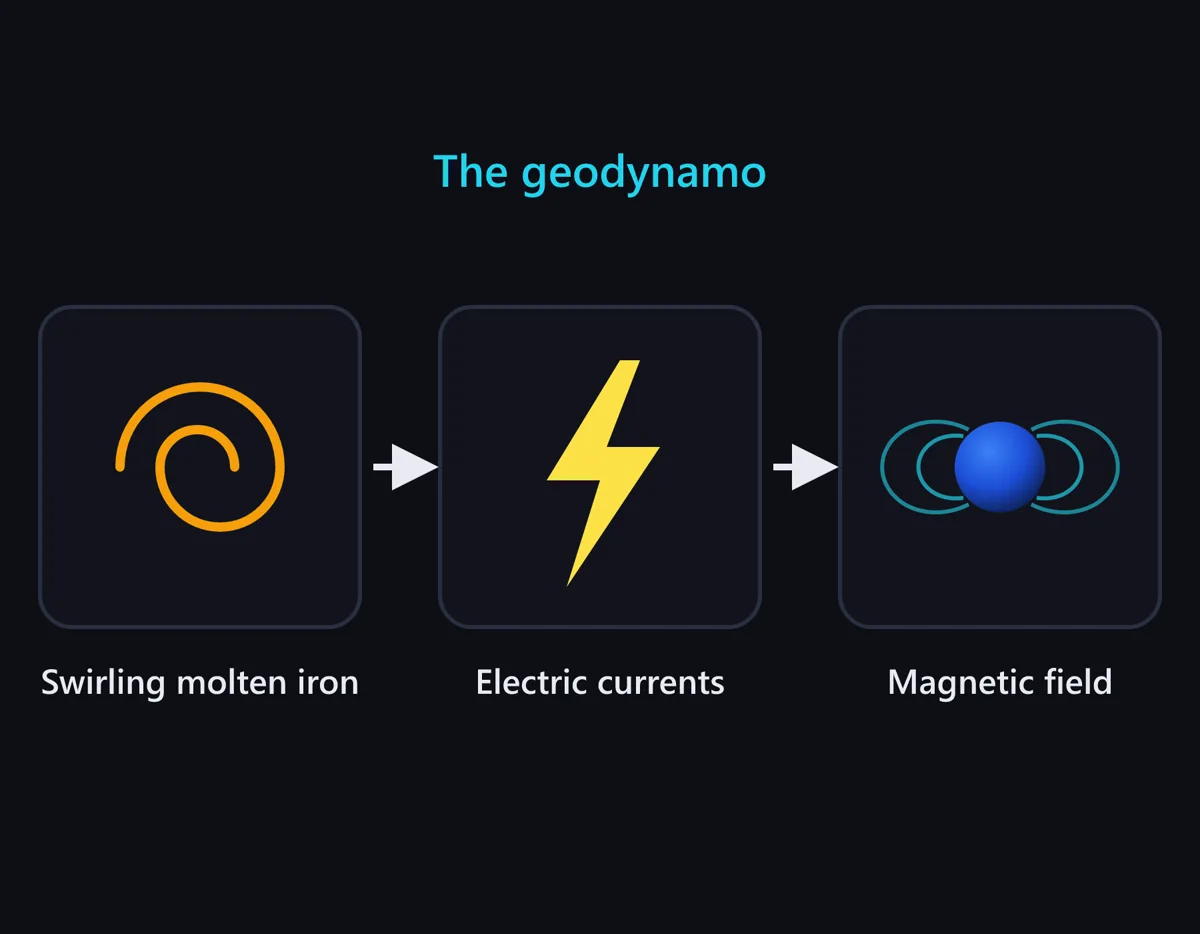 The geodynamo
Swirling molten iron
Electric currents
Magnetic field